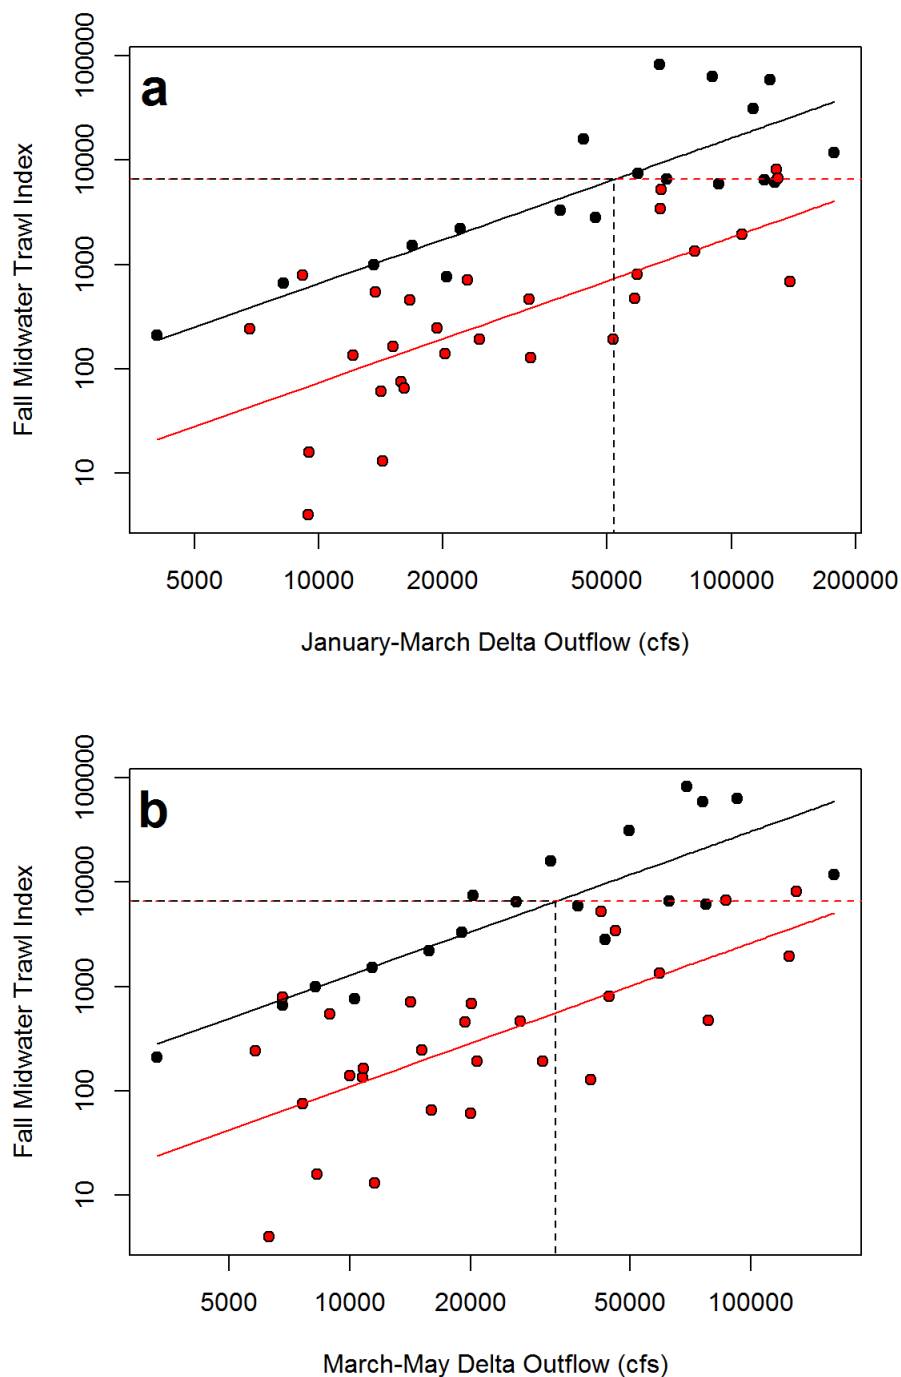 a
Fall Midwater Trawl Index
100000
10000
1000
100
10
5000 10000 20000 50000 100000 200000
January-March Delta Outflow (cfs)
b
Fall Midwater Trawl Index
100000
10000
1000
100
10
5000 10000 20000 50000 100000
March-May Delta Outflow (cfs)